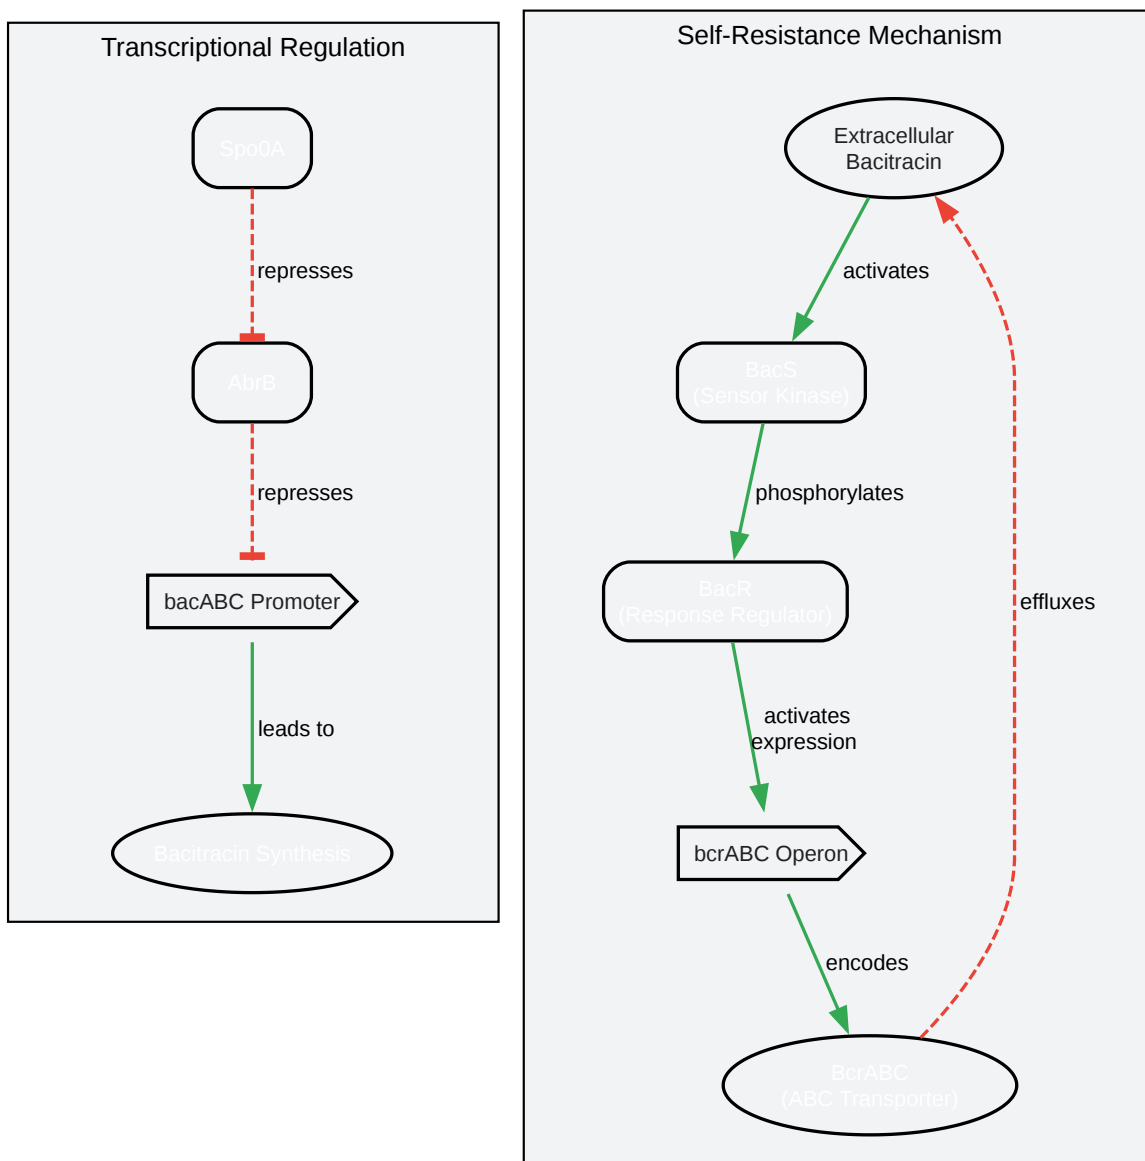 Transcriptional Regulation
Spo0A
represses
AbrB
represses
bacABC Promoter
leads to
Bacitracin Synthesis
Self-Resistance Mechanism
Extracellular
Bacitracin
activates
BacS
(Sensor Kinase)
phosphorylates
BacR
(Response Regulator)
effluxes
activates
expression
bcrABC Operon
encodes
BcrABC
(ABC Transporter)